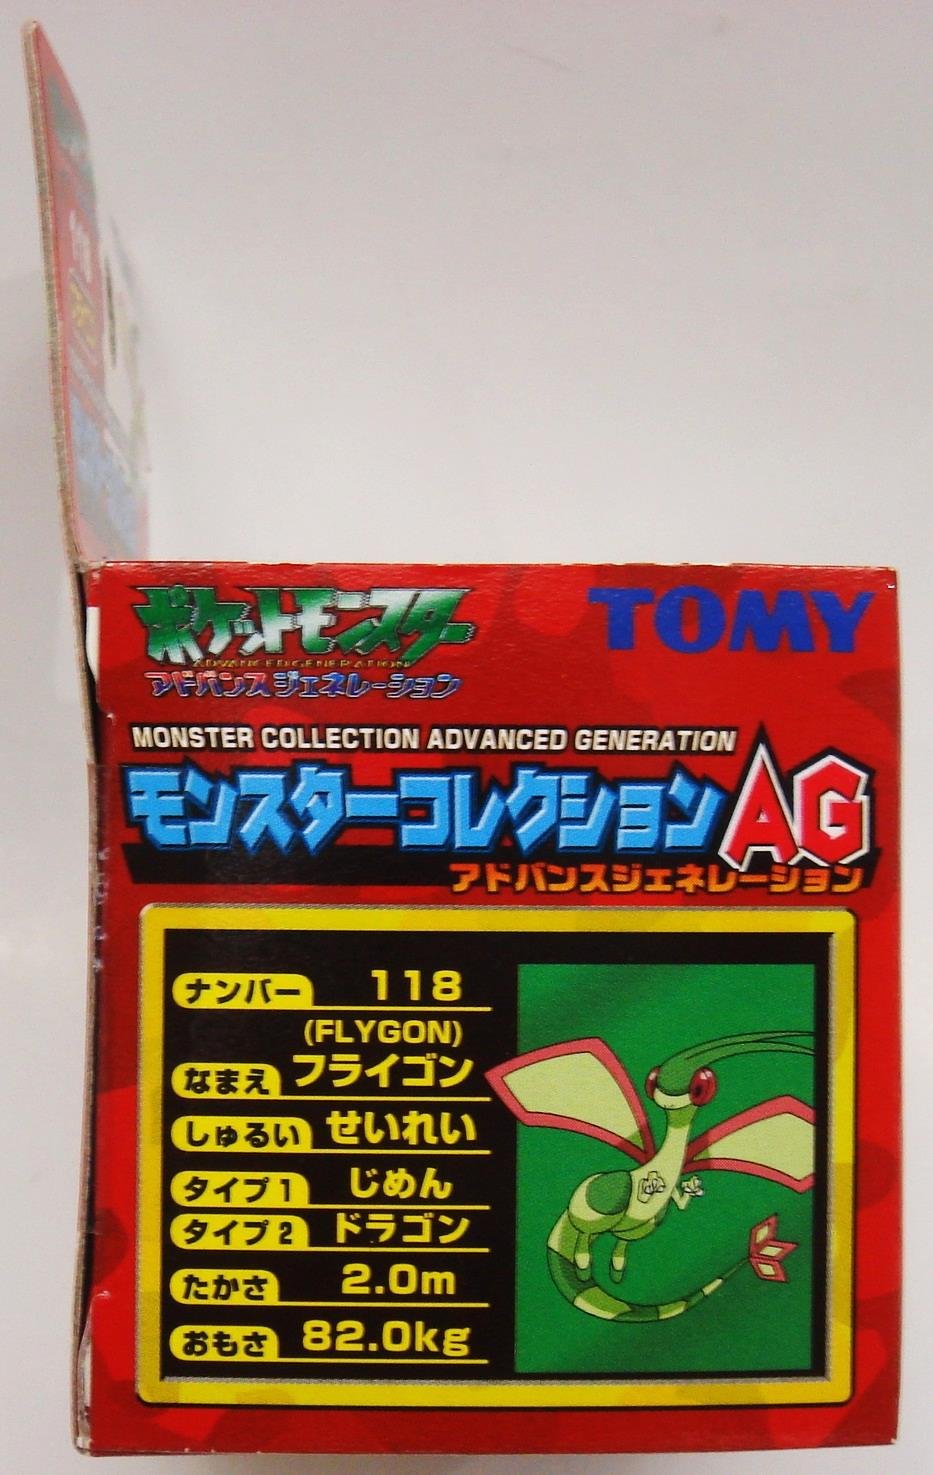 ポケットモンスター
ADVANCED GENERATION
アドバンスジェネレーション
TOMY
MONSTER COLLECTION ADVANCED GENERATION
モンスターコレクションAG
アドバンスジェネレーション
ナンバー 118
(FLYGON)
なまえ フライゴン
しゅるい せいれい
タイプ1 じめん
タイプ2 ドラゴン
たかさ 2.0m
おもさ 82.0kg